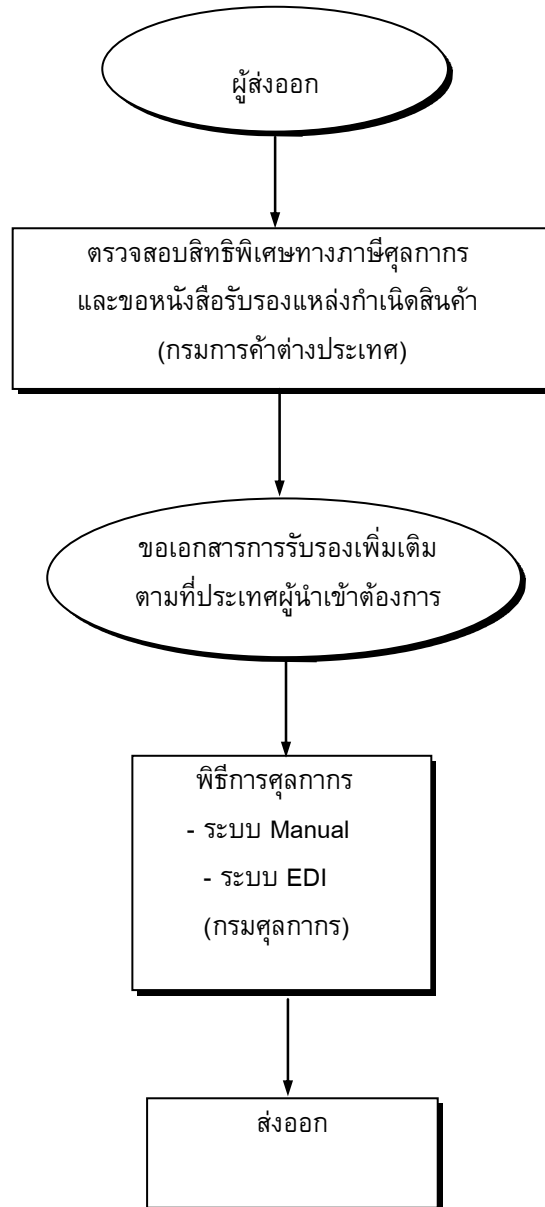 ผู้ส่งออก
ตรวจสอบสิทธิพิเศษทางภาษีศุลกากร
และขอหนังสือรับรองแหล่งกำเนิดสินค้า
(กรมการค้าต่างประเทศ)
ขอเอกสารการรับรองเพิ่มเติม
ตามที่ประเทศผู้นำเข้าต้องการ
พิธีการศุลกากร
- ระบบ Manual
- ระบบ EDI
(กรมศุลกากร)
ส่งออก